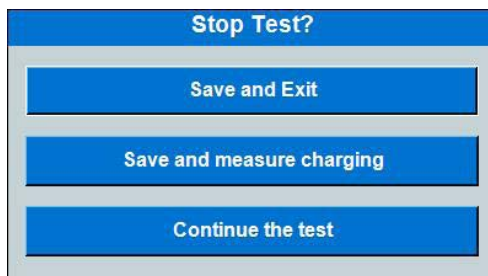 Stop Test?
Save and Exit
Save and measure charging
Continue the test